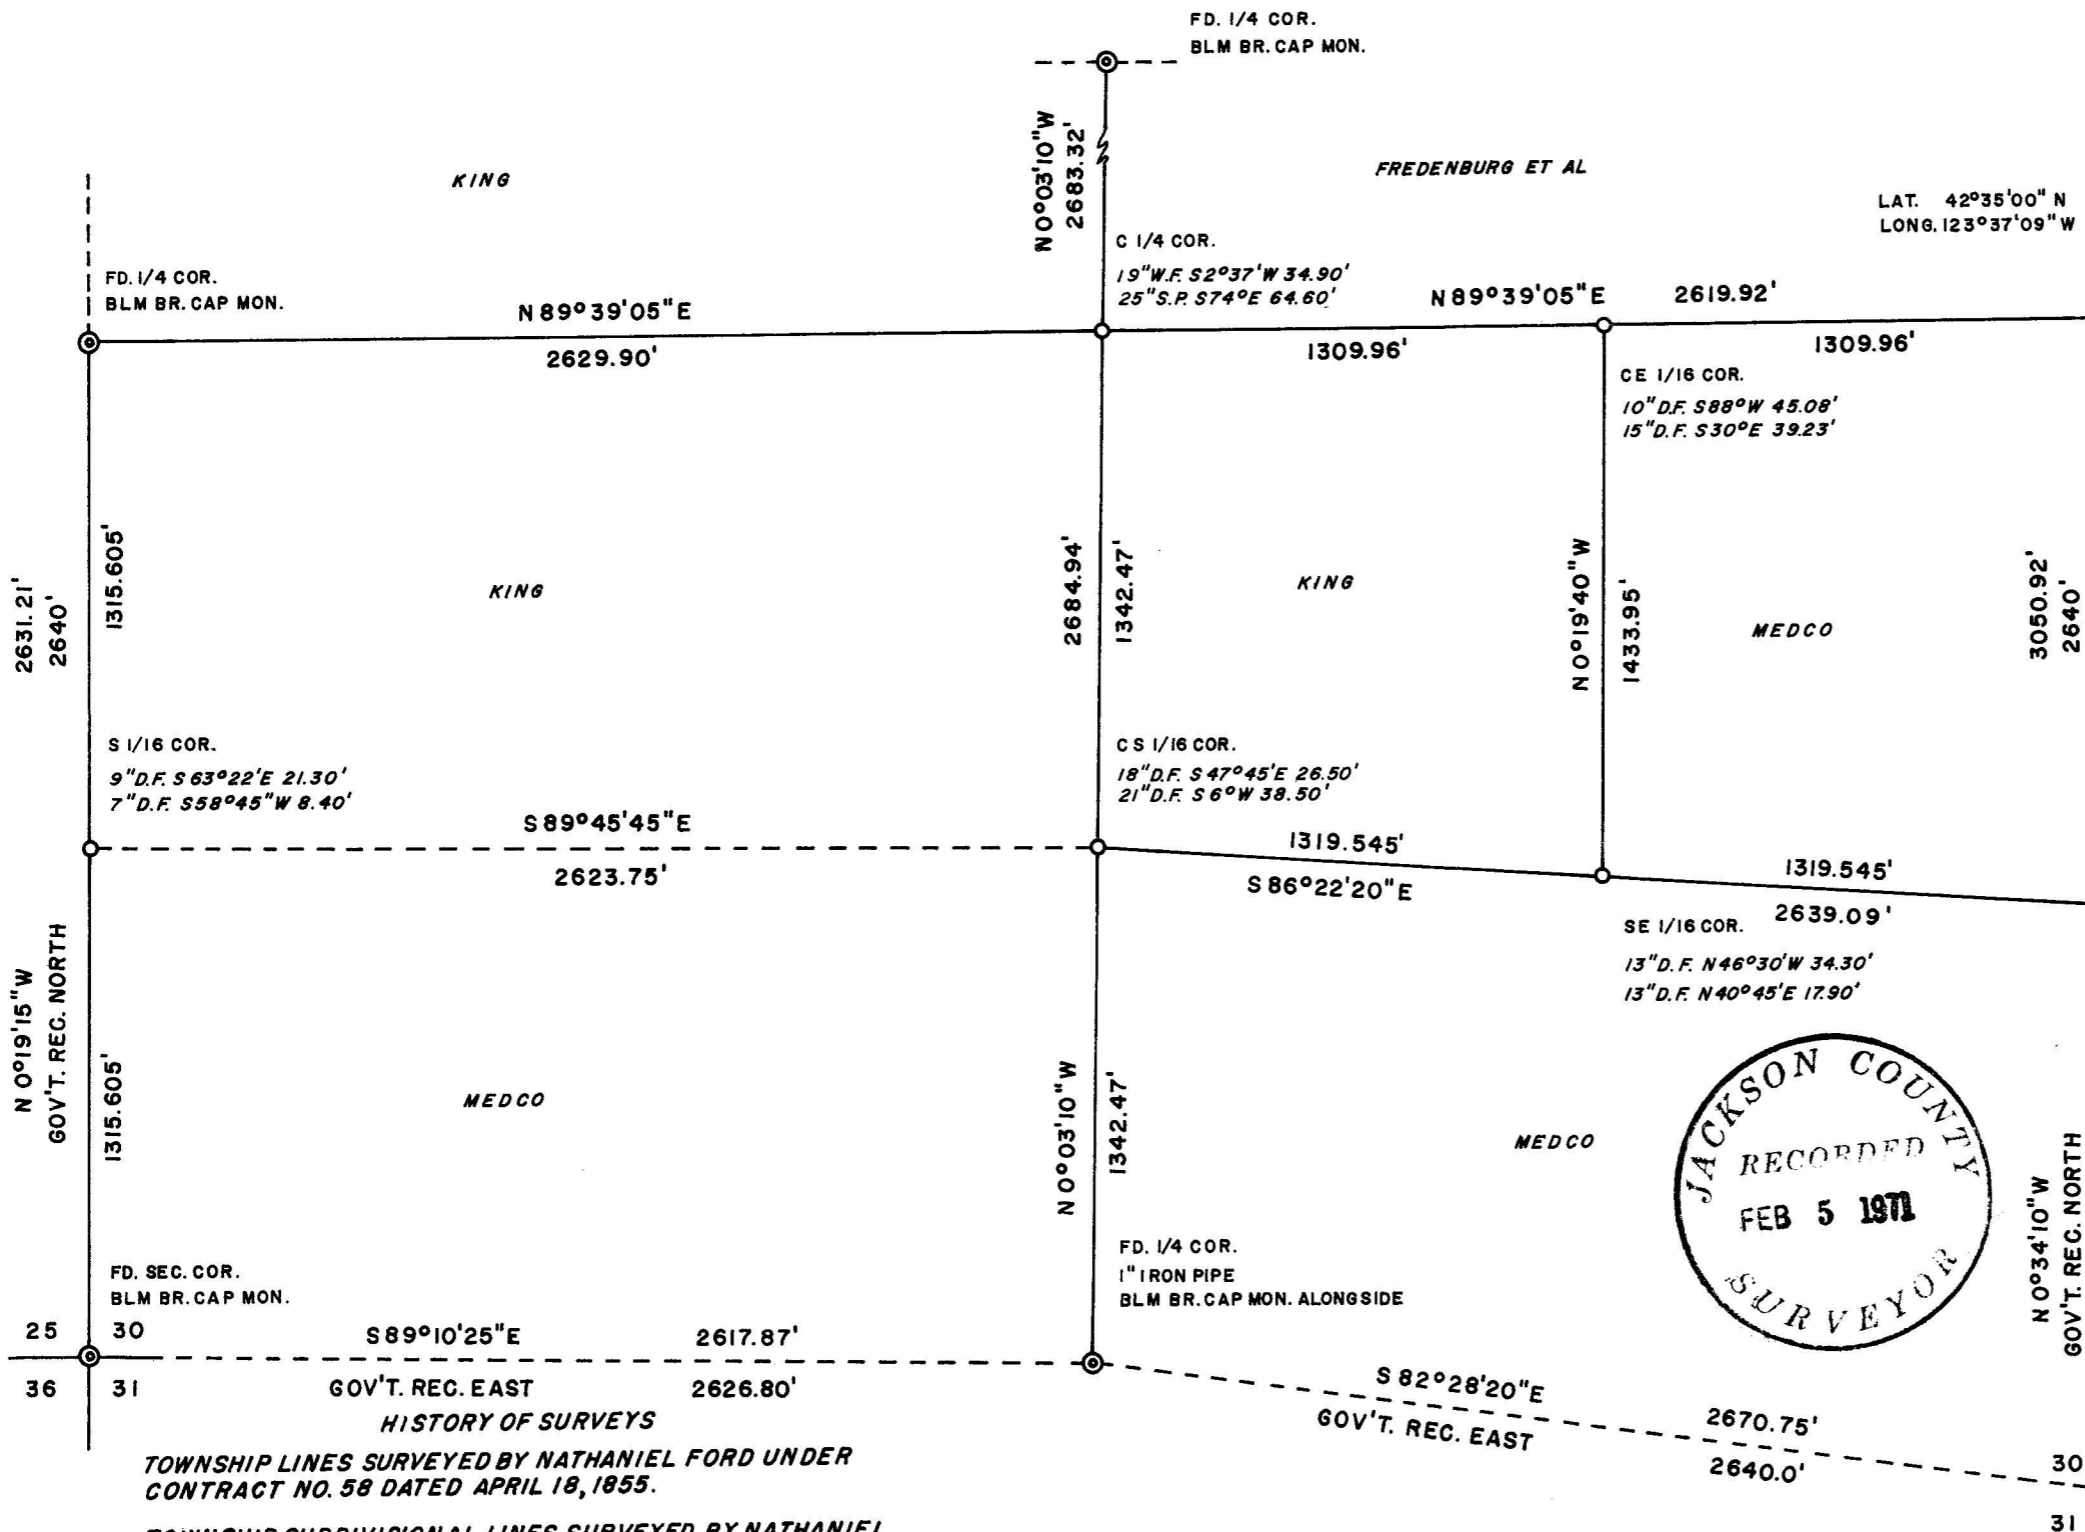 FD. 1/4 COR.
BLM BR. CAP MON.
N 0°03'10" W
2683.32'
KING
FREDENBURG ET AL
LAT. 42°35'00" N
LONG. 123°37'09" W
C 1/4 COR.
19" W.F. S2°37'W 34.90'
25" S.P. S74°E 64.60'
FD. 1/4 COR.
BLM BR. CAP MON.
N 89°39'05" E
2629.90'
N 89°39'05" E
2619.92'
1309.96'
1309.96'
CE 1/16 COR.
10" D.F. S88°W 45.08'
15" D.F. S30°E 39.23'
2631.21'
2640'
1315.605'
KING
2684.94'
1342.47'
KING
N 0°19'40" W
1433.95'
MEDCO
3050.92'
2640'
S 1/16 COR.
9" D.F. S 63°22'E 21.30'
7" D.F. S58°45"W 8.40'
CS 1/16 COR.
18" D.F. S 47°45'E 26.50'
21" D.F. S 6°W 38.50'
S 89°45'45" E
2623.75'
1319.545'
S 86°22'20" E
1319.545'
2639.09'
SE 1/16 COR.
13" D.F. N46°30'W 34.30'
13" D.F. N40°45'E 17.90'
N 0°19'15" W
GOV'T. REC. NORTH
1315.605'
MEDCO
N 0°03'10" W
1342.47'
MEDCO
JACKSON COUNTY
RECORDED
FEB 5 1971
SURVEYOR
N 0°34'10" W
GOV'T. REC. NORTH
FD. SEC. COR.
BLM BR. CAP MON.
FD. 1/4 COR.
1" IRON PIPE
BLM BR. CAP MON. ALONGSIDE
25 30
36 31
S 89°10'25" E 2617.87'
GOV'T. REC. EAST 2626.80'
S 82°28'20" E
2670.75'
GOV'T. REC. EAST
2640.0'
30
31
HISTORY OF SURVEYS
TOWNSHIP LINES SURVEYED BY NATHANIEL FORD UNDER
CONTRACT NO. 58 DATED APRIL 18, 1855.
TOWNSHIP SUBDIVISIONAL LINES SURVEYED BY NATHANIEL